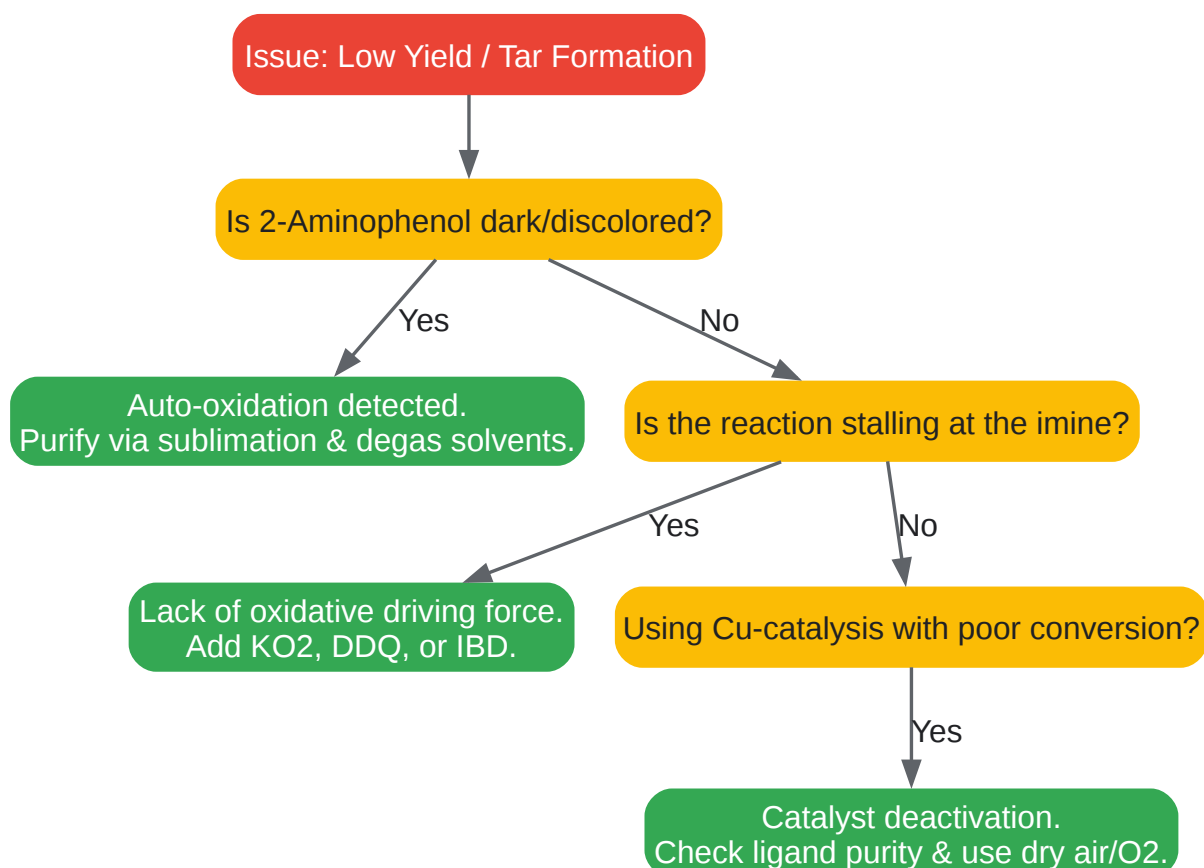 Issue: Low Yield / Tar Formation
Is 2-Aminophenol dark/discolored?
Yes
No
Auto-oxidation detected.
Purify via sublimation & degas solvents.
Is the reaction stalling at the imine?
Yes
No
Lack of oxidative driving force.
Add KO2, DDQ, or IBD.
Using Cu-catalysis with poor conversion?
Yes
Catalyst deactivation.
Check ligand purity & use dry air/O2.